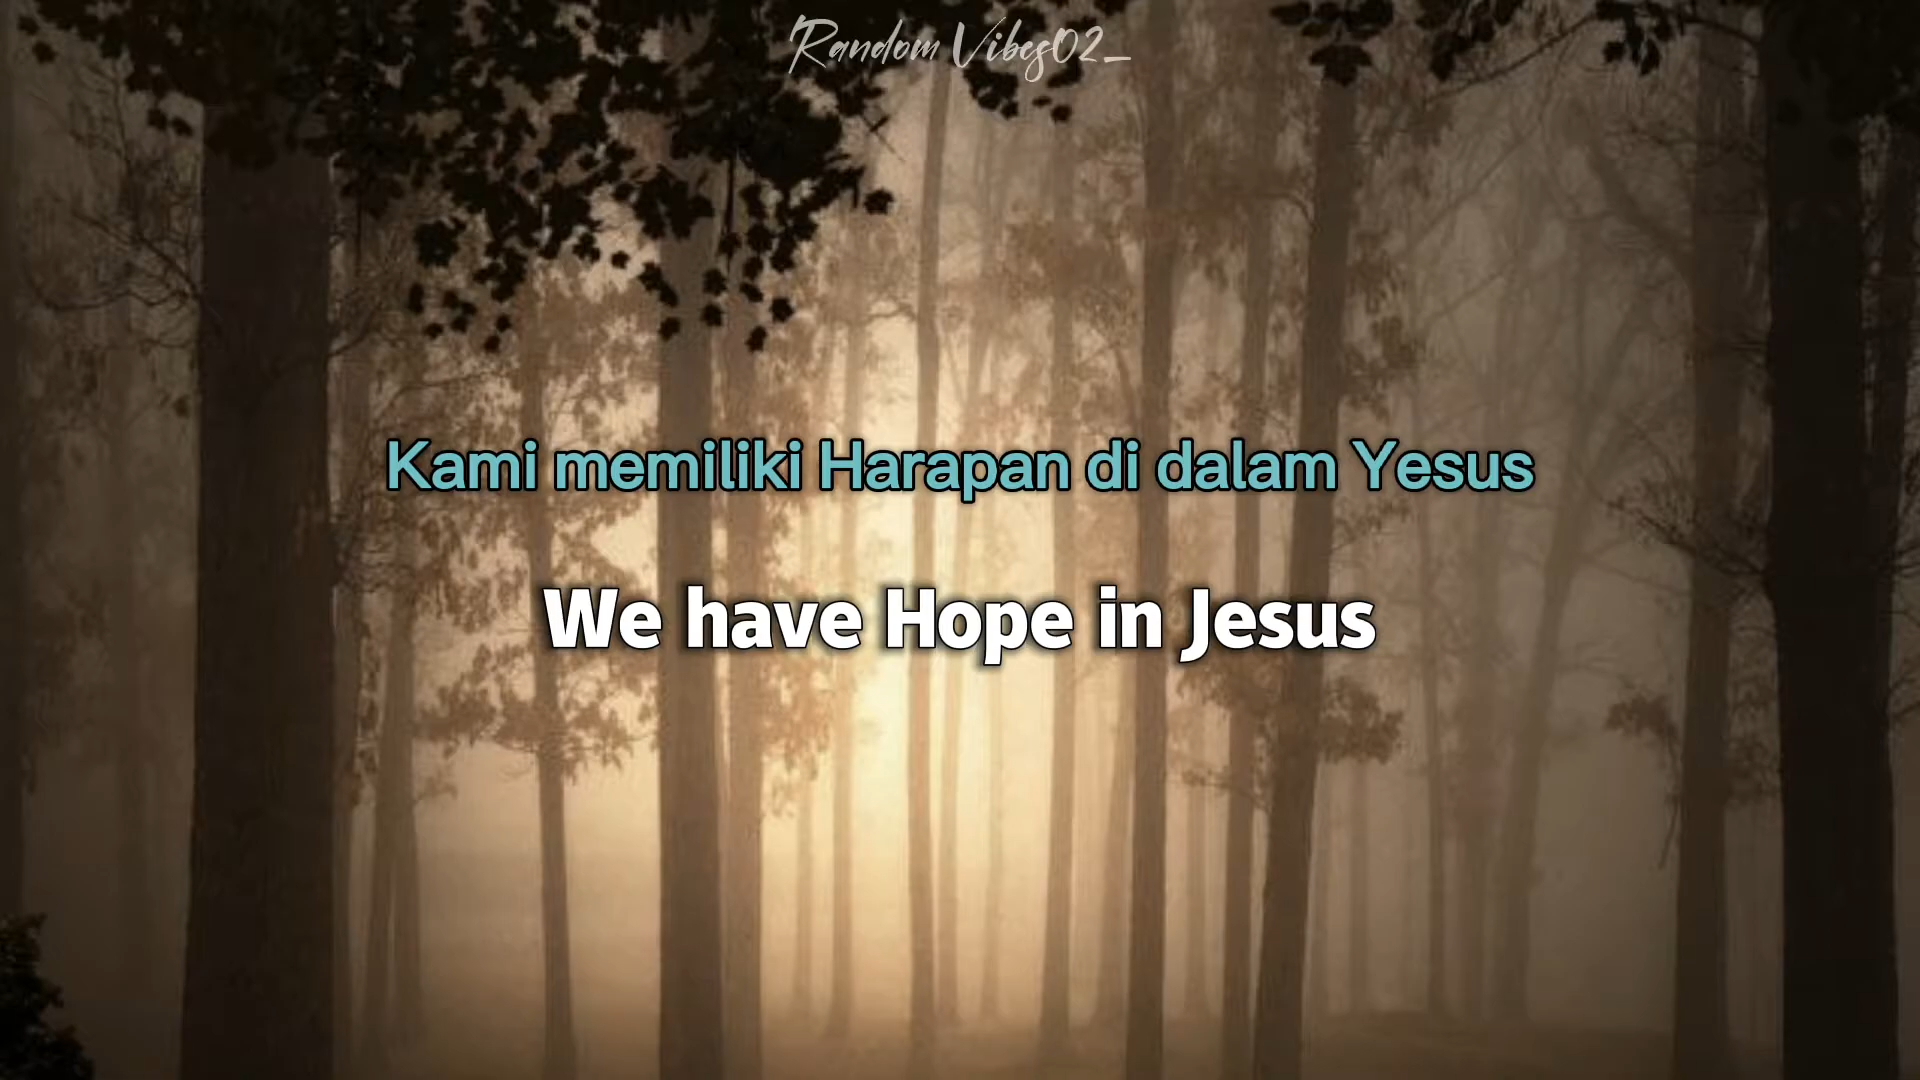 Random Vibes02_
Kami memiliki Harapan di dalam Yesus
We have Hope in Jesus